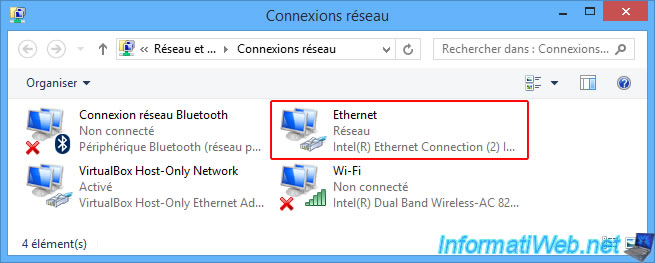 Connexions réseau
« Réseau et ... Connexions réseau
Rechercher dans : Connexions...
Organiser
Connexion réseau Bluetooth
Non connecté
Périphérique Bluetooth (réseau p...
Ethernet
Réseau
Intel(R) Ethernet Connection (2) I...
VirtualBox Host-Only Network
Activé
VirtualBox Host-Only Ethernet Ad...
Wi-Fi
Non connecté
Intel(R) Dual Band Wireless-AC 82...
4 élément(s)
InformatiWeb.net